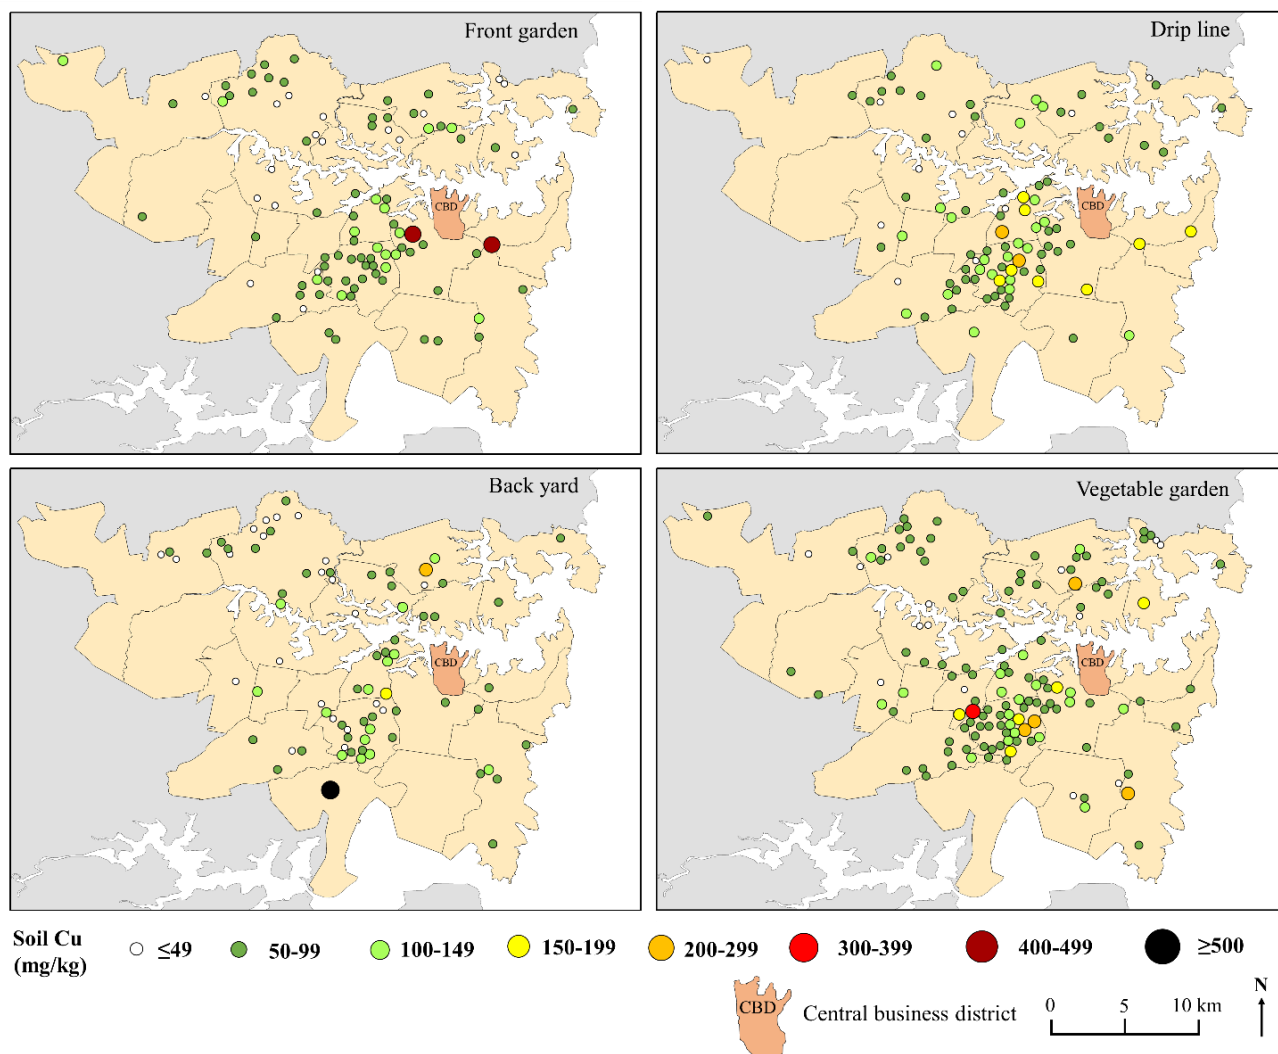 Front garden
CBD
Drip line
CBD
Back yard
CBD
Vegetable garden
CBD
Soil Cu
(mg/kg)
≤49
50-99
100-149
150-199
200-299
300-399
400-499
≥500
CBD
Central business district
0 5 10 km
N